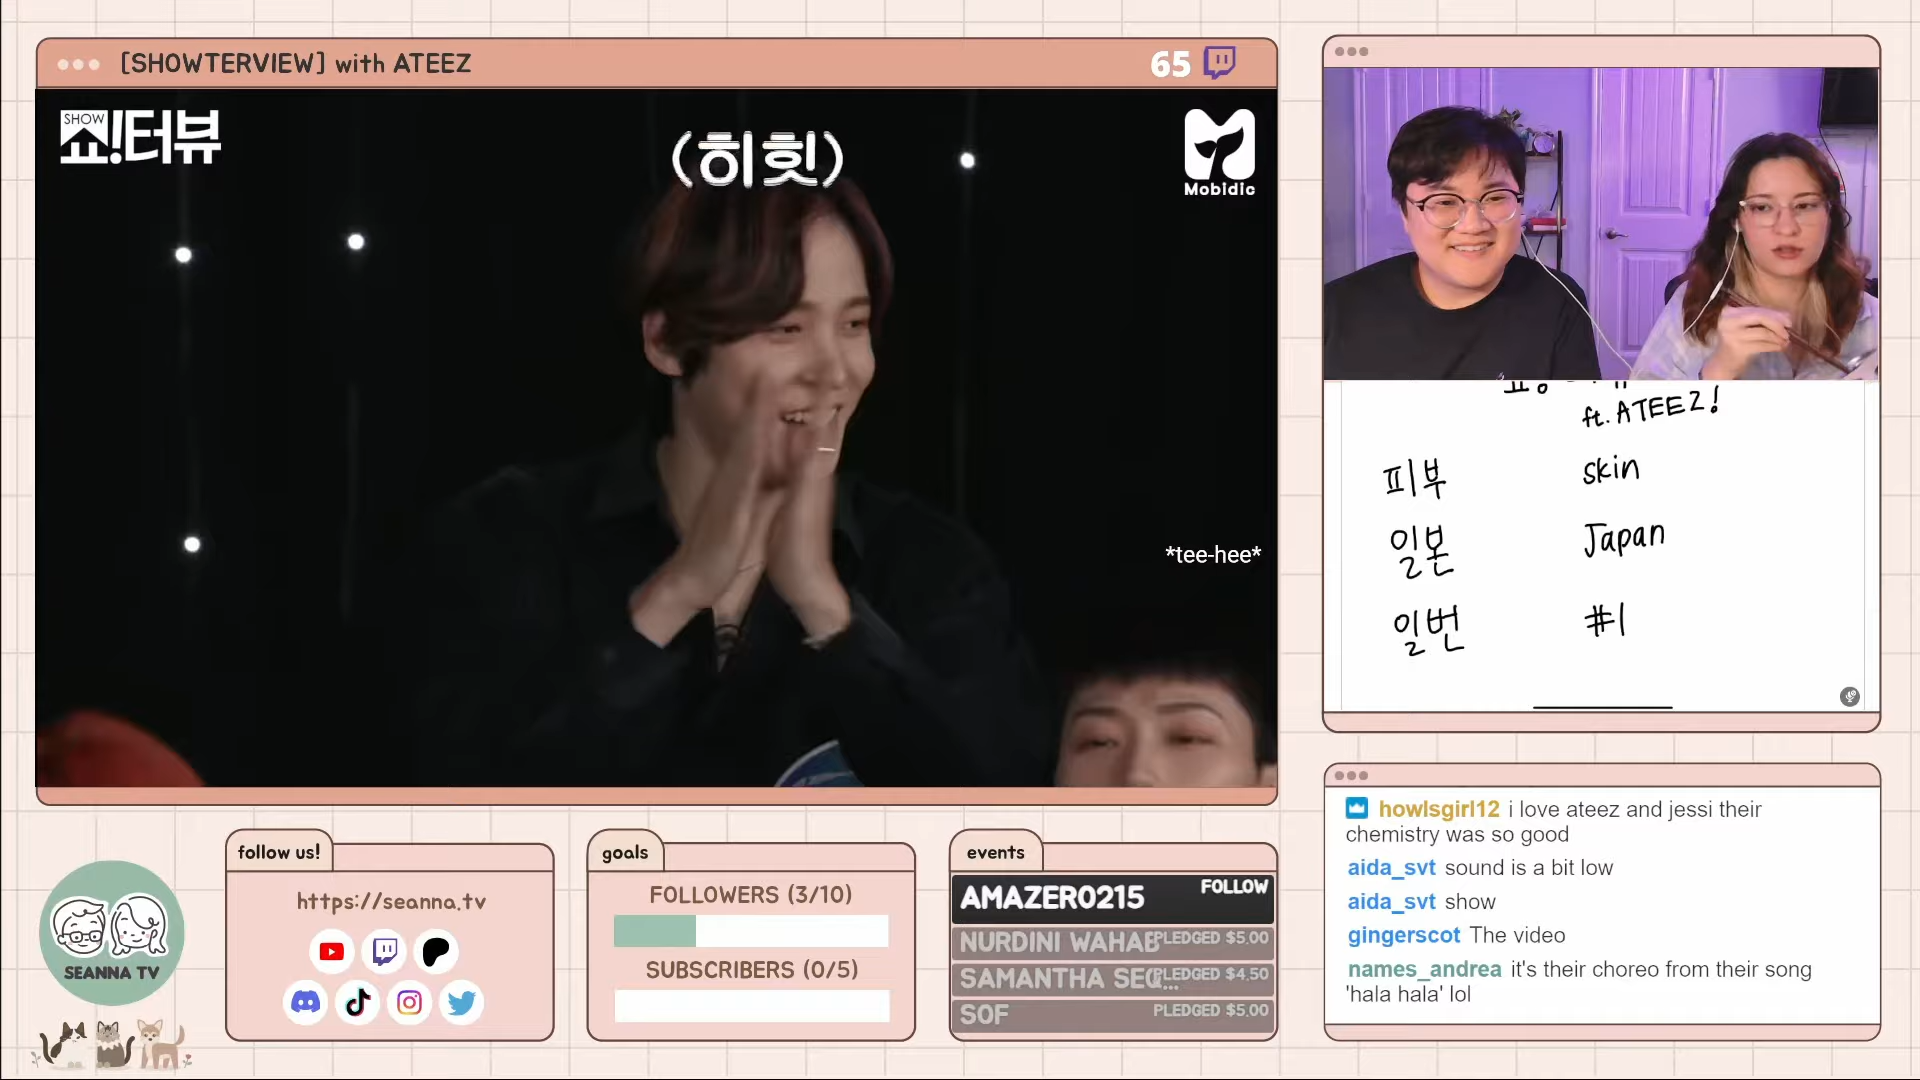 [SHOWTERVIEW] with ATEEZ
65
SHOW
쇼!터뷰
(히힛)
Mobidic
*tee-hee*
ft. ATEEZ!
피부 skin
일본 Japan
일번 #1
howlsgirl12 i love ateez and jessi their
chemistry was so good
aida_svt sound is a bit low
aida_svt show
gingerscot The video
names_andrea it's their choreo from their song
'hala hala' lol
SEANNA TV
follow us!
https://seanna.tv
goals
FOLLOWERS (3/10)
SUBSCRIBERS (0/5)
events
AMAZER0215 FOLLOW
NURDINI WAHAB PLEDGED $5.00
SAMANTHA SEQ... PLEDGED $4.50
SOF PLEDGED $5.00